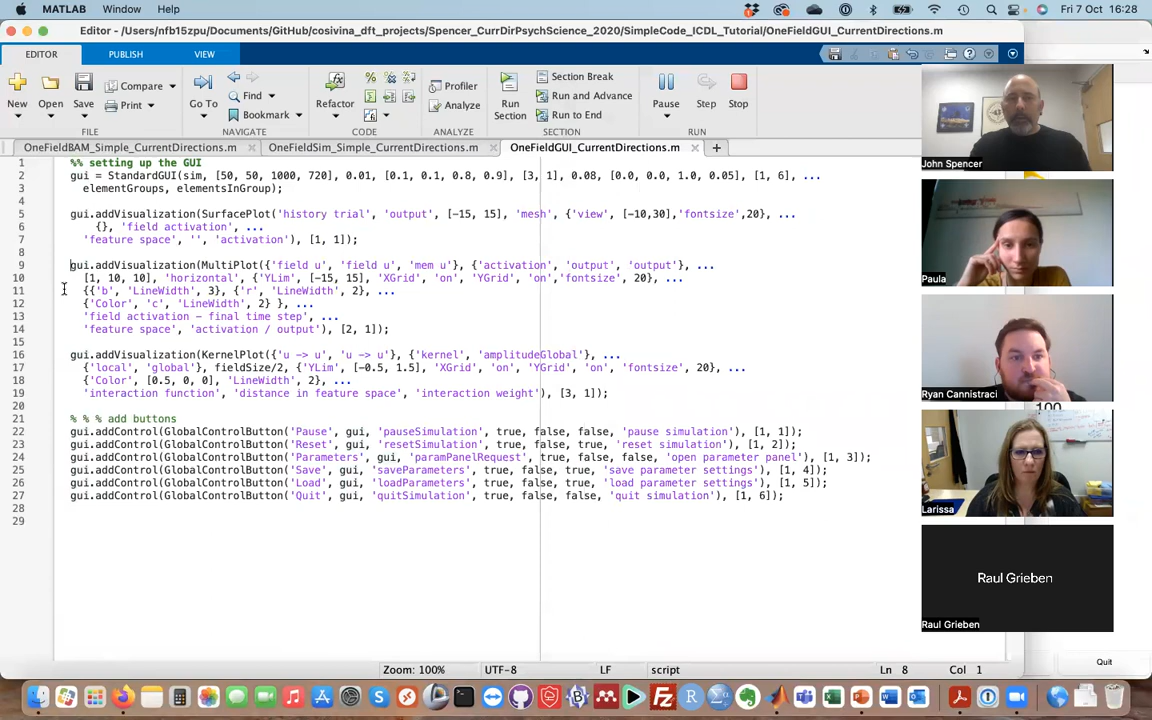 MATLAB Window Help Fri 7 Oct 16:28
Editor - /Users/nfb15zpu/Documents/GitHub/cosivina_dft_projects/Spencer_CurrDirPsychScience_2020/SimpleCode_ICDL_Tutorial/OneFieldGUI_CurrentDirections.m
EDITOR PUBLISH VIEW
New Open Save Compare Print Go To Find Bookmark Refactor Profiler Analyze Run Section Section Break Run and Advance Run to End Pause Step Stop
FILE NAVIGATE CODE ANALYZE SECTION RUN
OneFieldBAM_Simple_CurrentDirections.m OneFieldSim_Simple_CurrentDirections.m OneFieldGUI_CurrentDirections.m
1 %% setting up the GUI
2 gui = StandardGUI(sim, [50, 50, 1000, 720], 0.01, [0.1, 0.1, 0.8, 0.9], [3, 1], 0.08, [0.0, 0.0, 1.0, 0.05], [1, 6], ...
3 elementGroups, elementsInGroup);
4
5 gui.addVisualization(SurfacePlot('history trial', 'output', [-15, 15], 'mesh', {'view', [-10,30],'fontsize',20}, ...
6 {}, 'field activation', ...
7 'feature space', '', 'activation'), [1, 1]);
8
9 gui.addVisualization(MultiPlot({'field u', 'field u', 'mem u'}, {'activation', 'output', 'output'}, ...
10 [1, 10, 10], 'horizontal', {'YLim', [-15, 15], 'XGrid', 'on', 'YGrid', 'on','fontsize', 20}, ...
11 {{'b', 'LineWidth', 3}, {'r', 'LineWidth', 2}, ...
12 {'Color', 'c', 'LineWidth', 2} }, ...
13 'field activation – final time step', ...
14 'feature space', 'activation / output'), [2, 1]);
15
16 gui.addVisualization(KernelPlot({'u -> u', 'u -> u'}, {'kernel', 'amplitudeGlobal'}, ...
17 {'local', 'global'}, fieldSize/2, {'YLim', [-0.5, 1.5], 'XGrid', 'on', 'YGrid', 'on', 'fontsize', 20}, ...
18 {'Color', [0.5, 0, 0], 'LineWidth', 2}, ...
19 'interaction function', 'distance in feature space', 'interaction weight'), [3, 1]);
20
21 % % % add buttons
22 gui.addControl(GlobalControlButton('Pause', gui, 'pauseSimulation', true, false, false, 'pause simulation'), [1, 1]);
23 gui.addControl(GlobalControlButton('Reset', gui, 'resetSimulation', true, false, true, 'reset simulation'), [1, 2]);
24 gui.addControl(GlobalControlButton('Parameters', gui, 'paramPanelRequest', true, false, false, 'open parameter panel'), [1, 3]);
25 gui.addControl(GlobalControlButton('Save', gui, 'saveParameters', true, false, true, 'save parameter settings'), [1, 4]);
26 gui.addControl(GlobalControlButton('Load', gui, 'loadParameters', true, false, true, 'load parameter settings'), [1, 5]);
27 gui.addControl(GlobalControlButton('Quit', gui, 'quitSimulation', true, false, false, 'quit simulation'), [1, 6]);
28
29
John Spencer
Paula
Ryan Cannistraci
100
Larissa
Raul Grieben
Raul Grieben
Quit
Zoom: 100% UTF-8 LF script Ln 8 Col 1